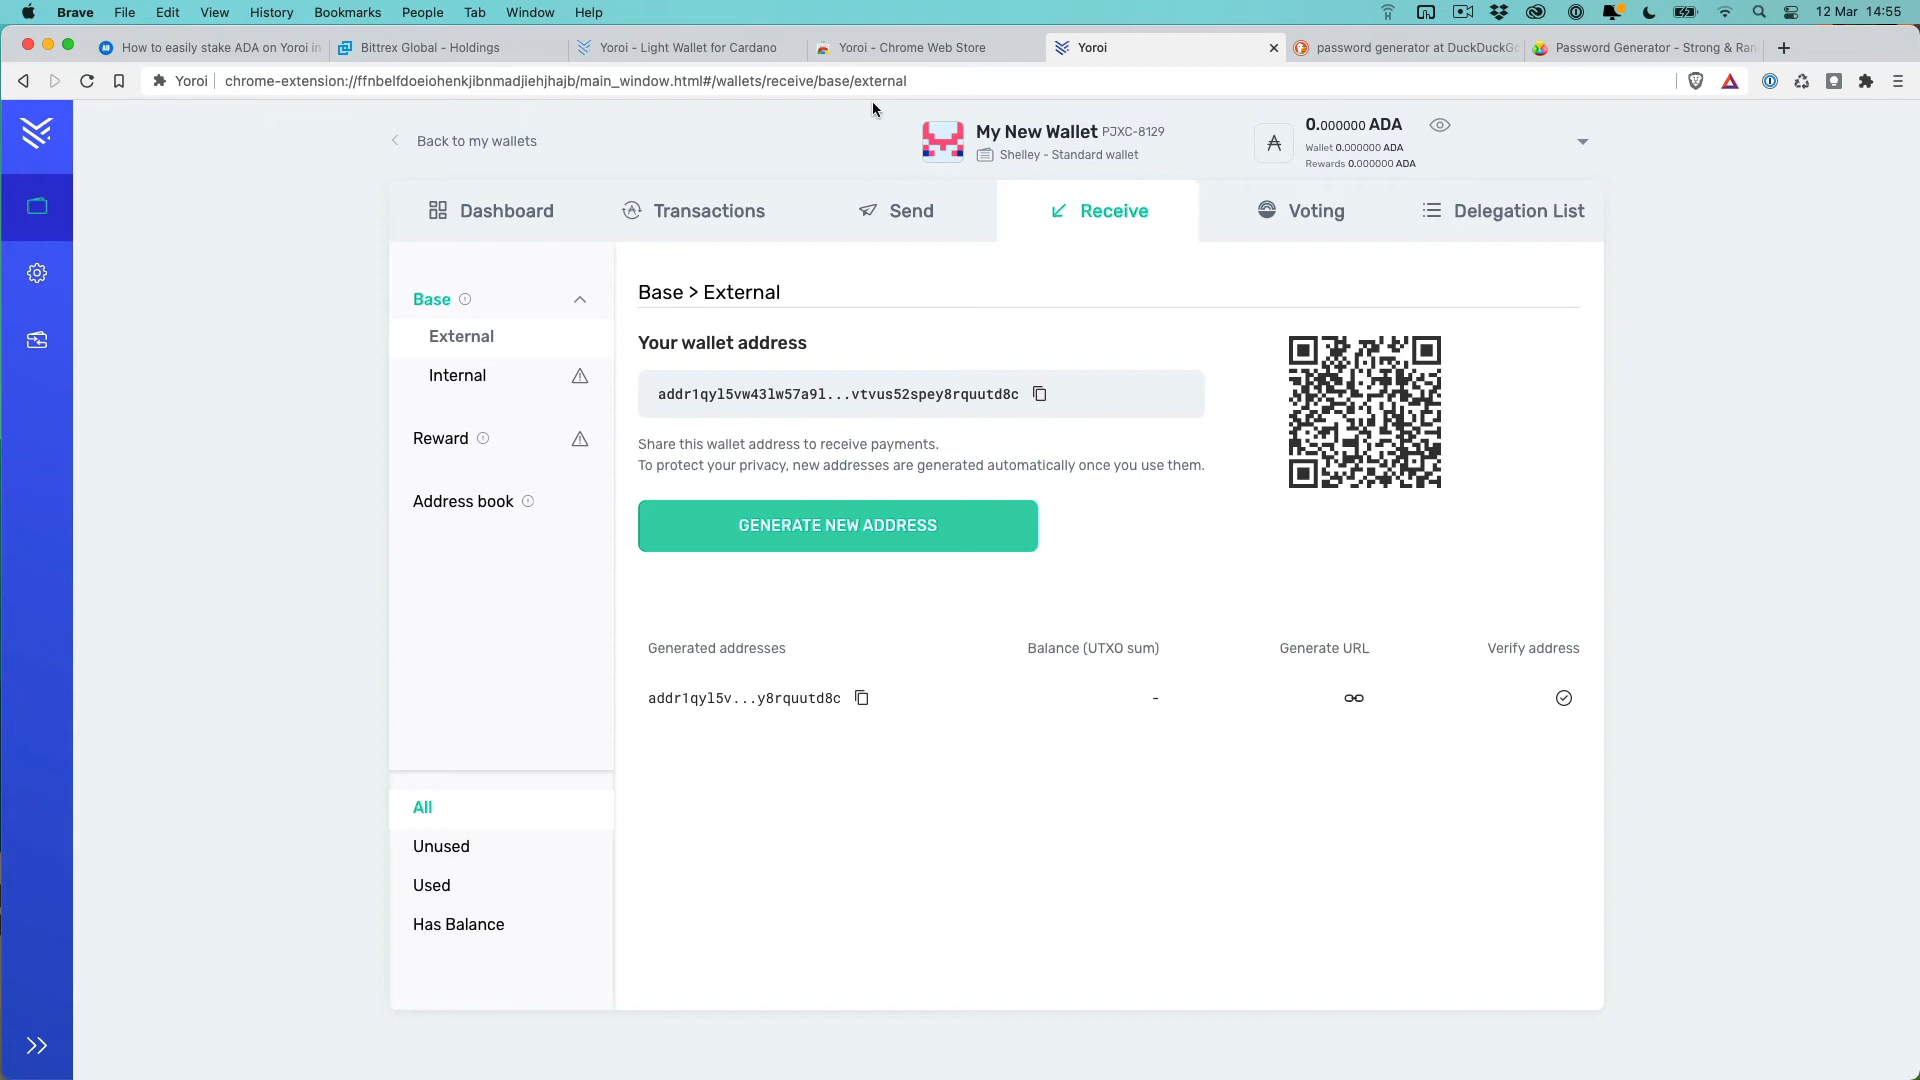 Brave File Edit View History Bookmarks People Tab Window Help 12 Mar 14:55
How to easily stake ADA on Yoroi in
Bittrex Global - Holdings
Yoroi - Light Wallet for Cardano
Yoroi - Chrome Web Store
Yoroi
password generator at DuckDuckGo
Password Generator - Strong & Ran
Yoroi chrome-extension://ffnbelfdoeiohenkjibnmadjiehjhajb/main_window.html#/wallets/receive/base/external
Back to my wallets
My New Wallet PJXC-8129
Shelley - Standard wallet
0.000000 ADA
Wallet 0.000000 ADA
Rewards 0.000000 ADA
Dashboard Transactions Send Receive Voting Delegation List
Base
External
Internal
Reward
Address book
Base > External
Your wallet address
addr1qyl5vw43lw57a9l...vtvus52spey8rquutd8c
Share this wallet address to receive payments.
To protect your privacy, new addresses are generated automatically once you use them.
GENERATE NEW ADDRESS
Generated addresses Balance (UTXO sum) Generate URL Verify address
addr1qyl5v...y8rquutd8c -
All
Unused
Used
Has Balance